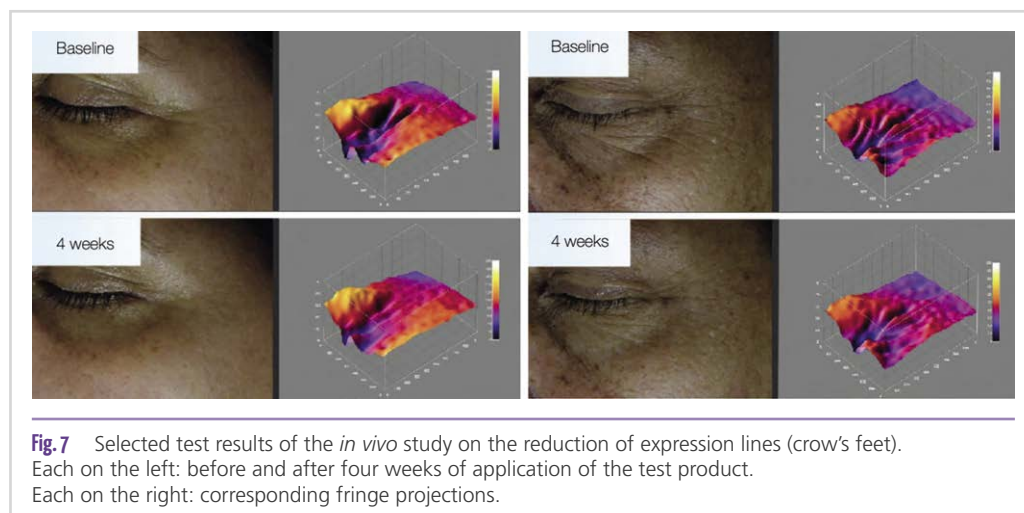 Baseline
Baseline
4 weeks
4 weeks
Fig. 7 Selected test results of the in vivo study on the reduction of expression lines (crow's feet).
Each on the left: before and after four weeks of application of the test product.
Each on the right: corresponding fringe projections.